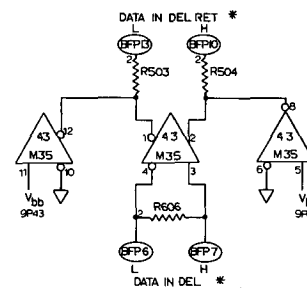 DATA IN DEL RET *
L H
BFP13 BFP10
2 2
R503 R504
12 8
43 1 43 2 43
M35 M35 M35
11 10 4 3 6 5
Vbb V
9P43 9P4
R606
2
BFP6 BFP7
L H
DATA IN DEL *